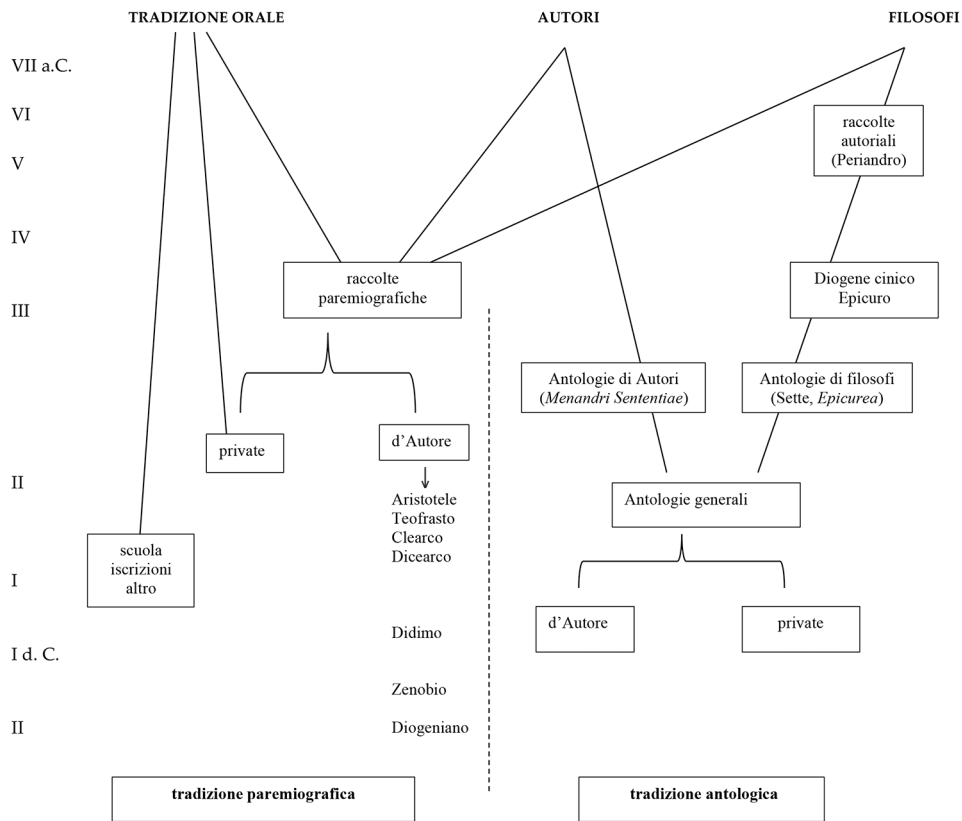 TRADIZIONE ORALE
AUTORI
FILOSOFI
VII a.C.
VI
raccolte
autoriali
(Periandro)
V
IV
raccolte
paremiografiche
Diogene cinico
Epicuro
III
Antologie di Autori
(Menandri Sententiae)
Antologie di filosofi
(Sette, Epicurea)
private
d’Autore
II
Aristotele
Teofrasto
Clearco
Dicearco
Antologie generali
scuola
iscrizioni
altro
I
d’Autore
private
Didimo
I d. C.
Zenobio
II
Diogeniano
tradizione paremiografica
tradizione antologica